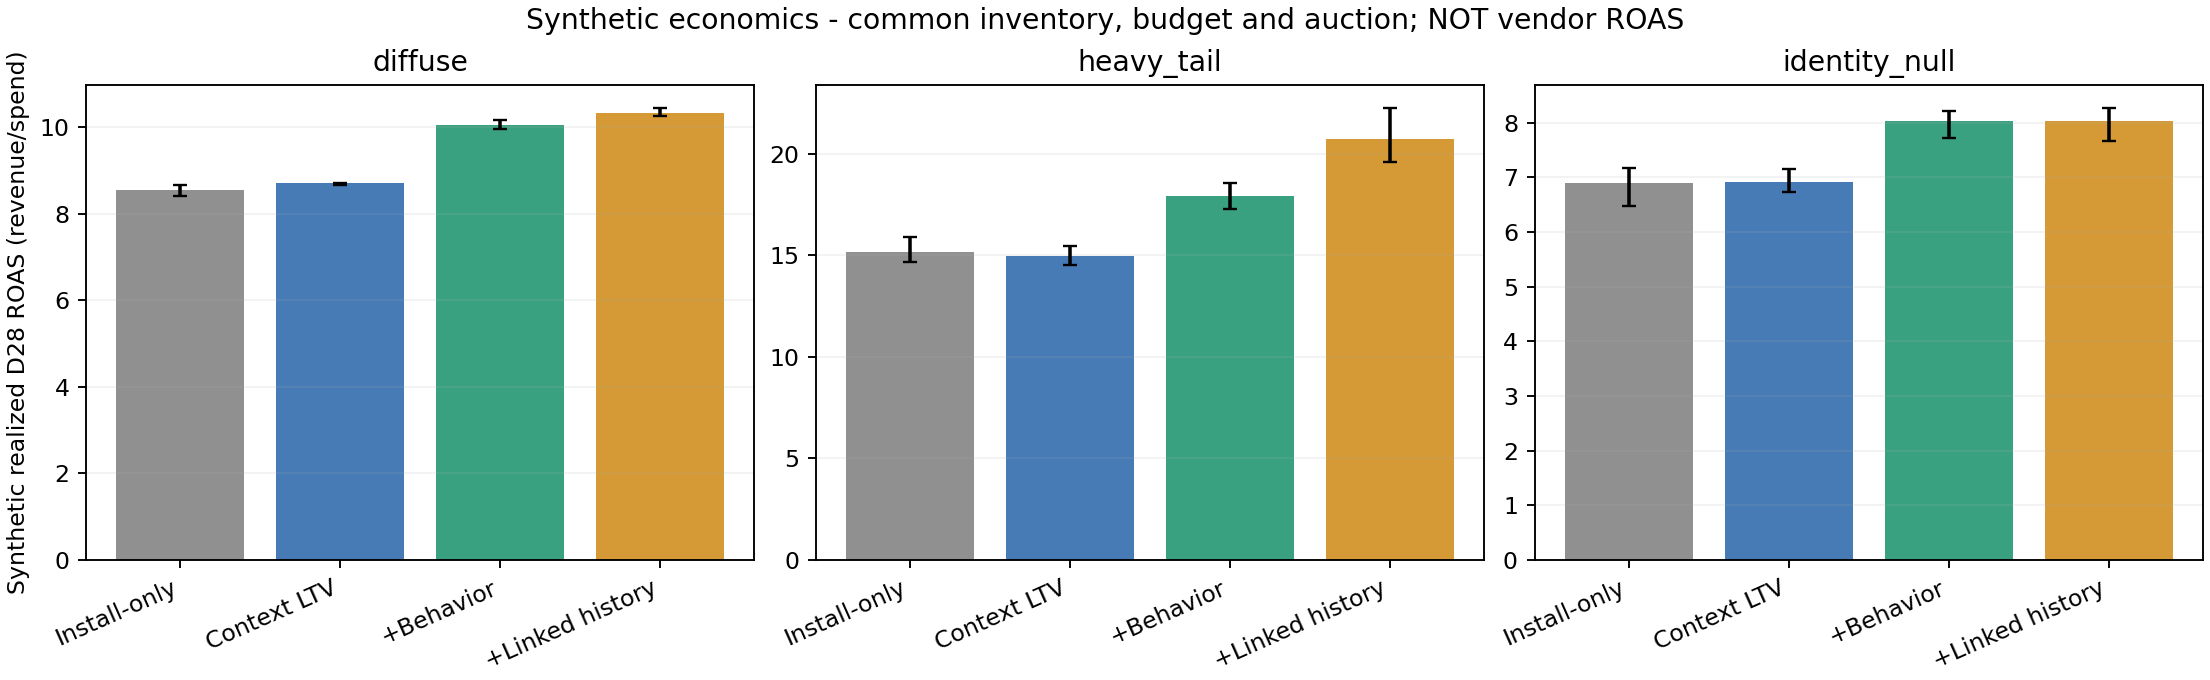 Synthetic economics - common inventory, budget and auction; NOT vendor ROAS
Synthetic realized D28 ROAS (revenue/spend)
diffuse
10
8
6
4
2
0
Install-only
Context LTV
+Behavior
+Linked history
heavy_tail
20
15
10
5
0
Install-only
Context LTV
+Behavior
+Linked history
identity_null
8
7
6
5
4
3
2
1
0
Install-only
Context LTV
+Behavior
+Linked history